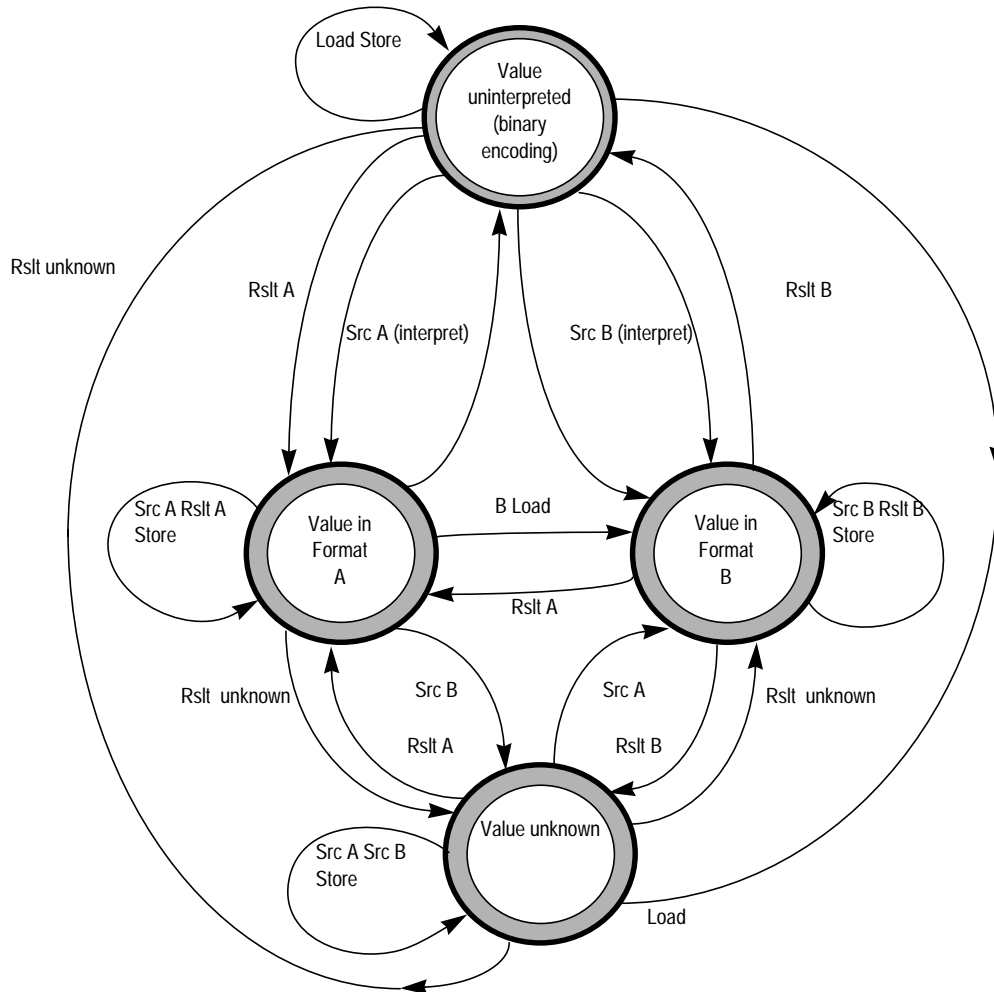 Load Store
Value
uninterpreted
(binary
encoding)
Rslt unknown
Rslt A
Rslt B
Src A (interpret)
Src B (interpret)
Src A Rslt A
Store
Value in
Format
A
B Load
Value in
Format
B
Src B Rslt B
Store
Rslt A
Rslt unknown
Src B
Src A
Rslt unknown
Rslt A
Rslt B
Value unknown
Src A Src B
Store
Load